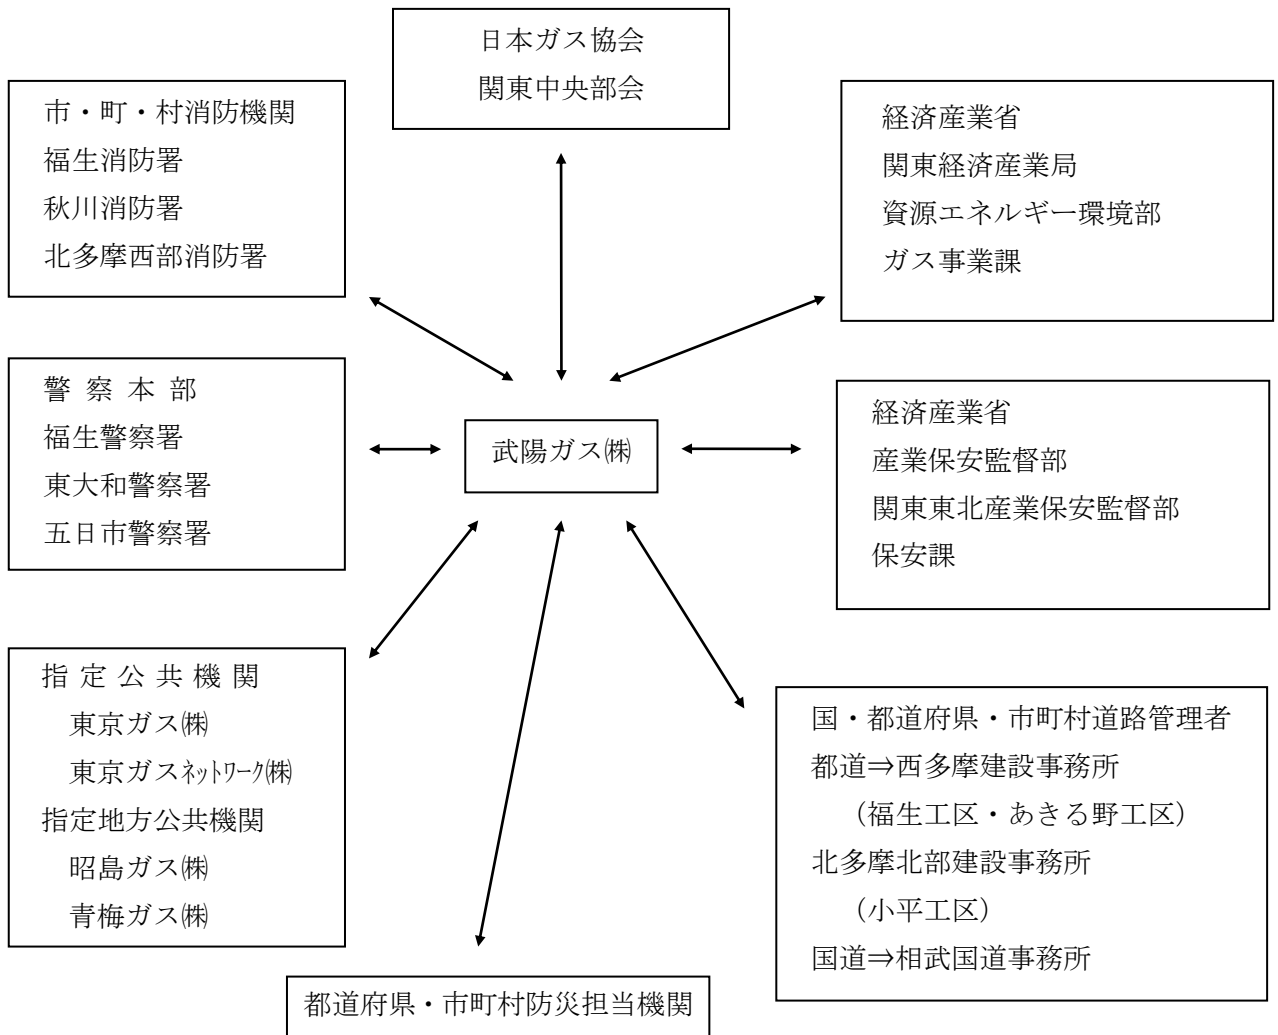 日本ガス協会
関東中央部会
市・町・村消防機関
福生消防署
秋川消防署
北多摩西部消防署
経済産業省
関東経済産業局
資源エネルギー環境部
ガス事業課
警 察 本 部
福生警察署
東大和警察署
五日市警察署
武陽ガス㈱
経済産業省
産業保安監督部
関東東北産業保安監督部
保安課
指 定 公 共 機 関
東京ガス㈱
東京ガスﾈｯﾄﾜｰｸ㈱
指定地方公共機関
昭島ガス㈱
青梅ガス㈱
国・都道府県・市町村道路管理者
都道⇒西多摩建設事務所
（福生工区・あきる野工区）
北多摩北部建設事務所
（小平工区）
国道⇒相武国道事務所
都道府県・市町村防災担当機関